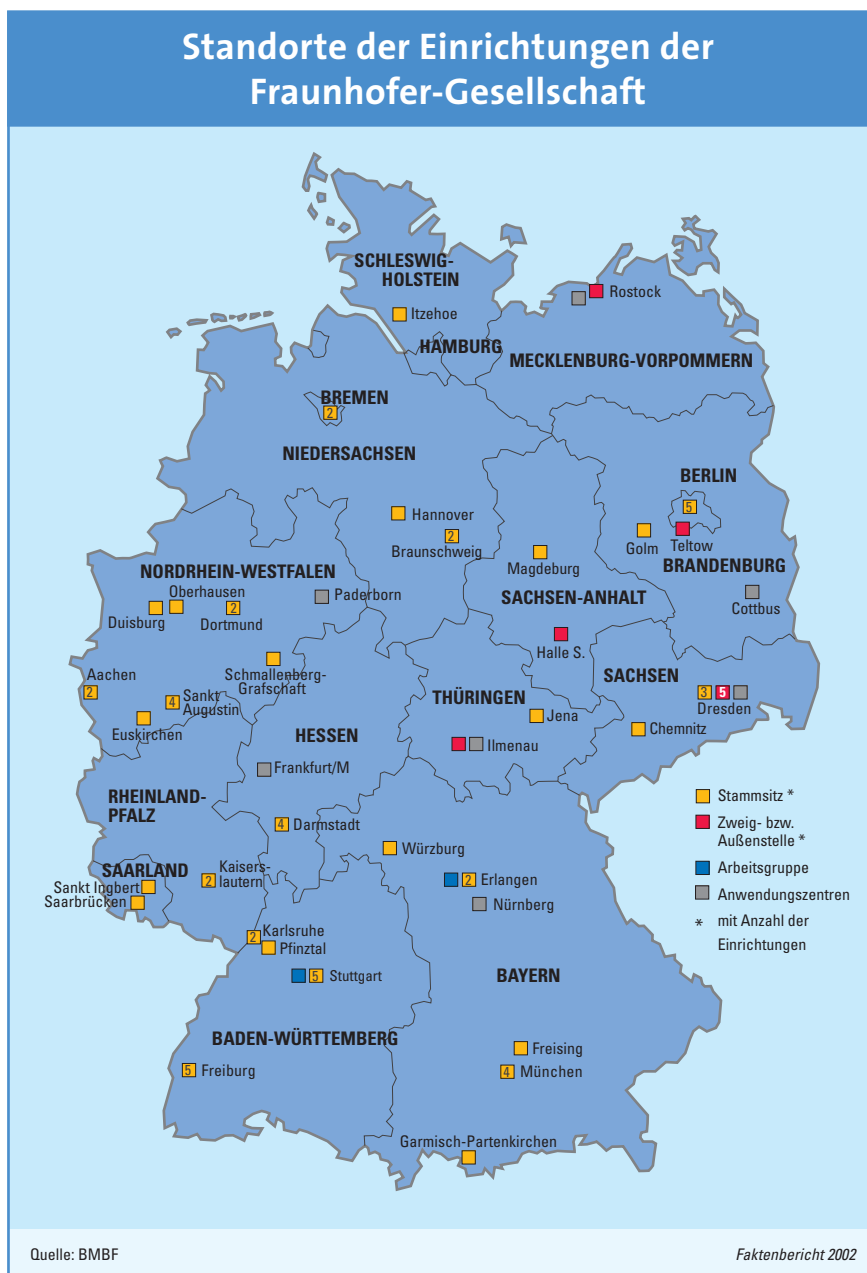 Standorte der Einrichtungen der
Fraunhofer-Gesellschaft
SCHLESWIG-
HOLSTEIN
Itzehoe
Rostock
HAMBURG
MECKLENBURG-VORPOMMERN
BREMEN
2
NIEDERSACHSEN
BERLIN
5
Hannover
2
Braunschweig
Magdeburg
Golm
Teltow
BRANDENBURG
NORDRHEIN-WESTFALEN
Oberhausen
Duisburg
2
Dortmund
Paderborn
SACHSEN-ANHALT
Cottbus
Halle S.
Schmallenberg-
Grafschaft
Aachen
2
4
Sankt
Augustin
Euskirchen
SACHSEN
3
5
Dresden
THÜRINGEN
Jena
Chemnitz
Ilmenau
HESSEN
Frankfurt/M
RHEINLAND-
PFALZ
4
Darmstadt
Würzburg
SAARLAND
Sankt Ingbert
Saarbrücken
2
Kaisers-
lautern
2
Erlangen
Nürnberg
2
Karlsruhe
Pfinztal
5
Stuttgart
BAYERN
BADEN-WÜRTTEMBERG
5
Freiburg
Freising
4
München
Garmisch-Partenkirchen
Stammsitz *
Zweig- bzw.
Außenstelle *
Arbeitsgruppe
Anwendungszentren
* mit Anzahl der
Einrichtungen
Quelle: BMBF
Faktenbericht 2002